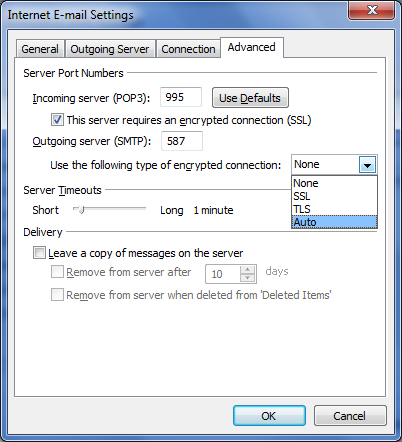 Internet E-mail Settings
General Outgoing Server Connection Advanced
Server Port Numbers
Incoming server (POP3): 995 Use Defaults
This server requires an encrypted connection (SSL)
Outgoing server (SMTP): 587
Use the following type of encrypted connection: None
None
SSL
TLS
Auto
Server Timeouts
Short Long 1 minute
Delivery
Leave a copy of messages on the server
Remove from server after 10 days
Remove from server when deleted from 'Deleted Items'
OK Cancel